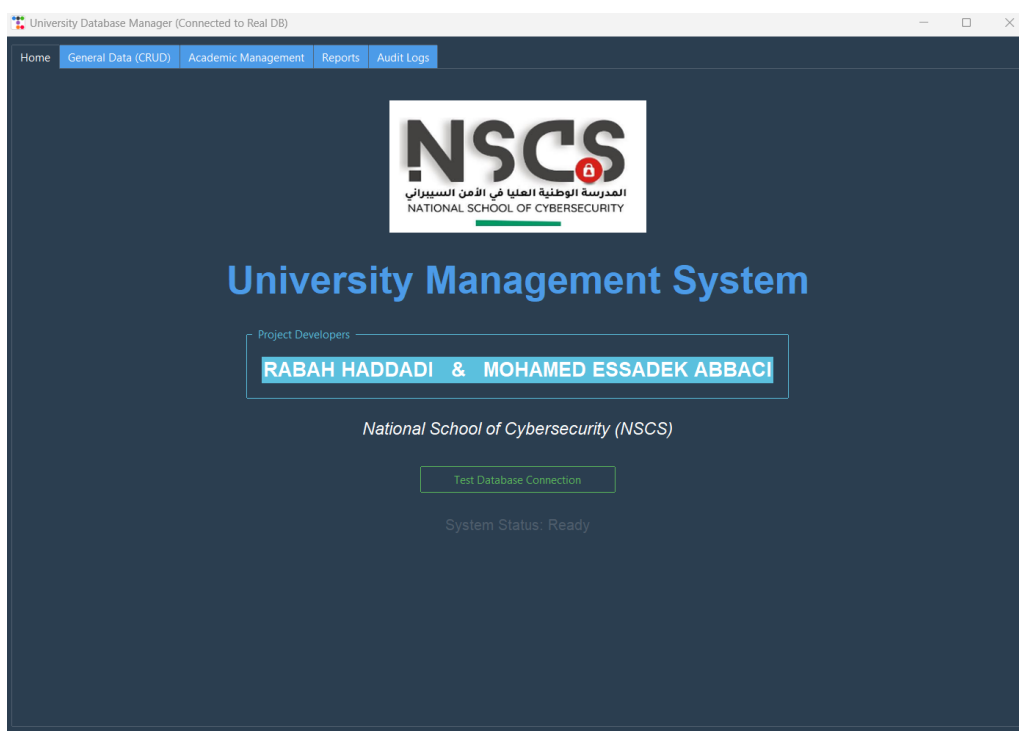 University Database Manager (Connected to Real DB)
Home General Data (CRUD) Academic Management Reports Audit Logs
NSCS
المدرسة الوطنية العليا في الأمن السيبراني
NATIONAL SCHOOL OF CYBERSECURITY
University Management System
Project Developers
RABAH HADDADI & MOHAMED ESSADEK ABBACI
National School of Cybersecurity (NSCS)
Test Database Connection
System Status: Ready